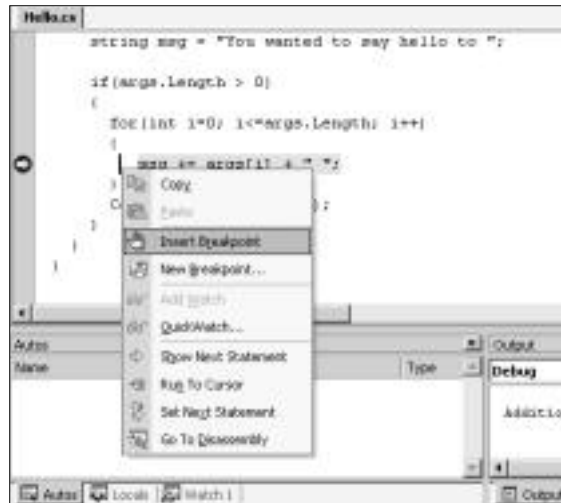 Hello.cs
string msg = "You wanted to say hello to ";
if(args.Length > 0)
{
for(int i=0; i<=args.Length; i++)
{
msg += args[i] + " ";
}
C
);
}
}
}
Copy
Paste
Insert Breakpoint
New Breakpoint...
Add Watch
QuickWatch...
Show Next Statement
Run To Cursor
Set Next Statement
Go To Disassembly
Autos
Name
Type
Output
Debug
Additio
Autos
Locals
Watch 1
Output